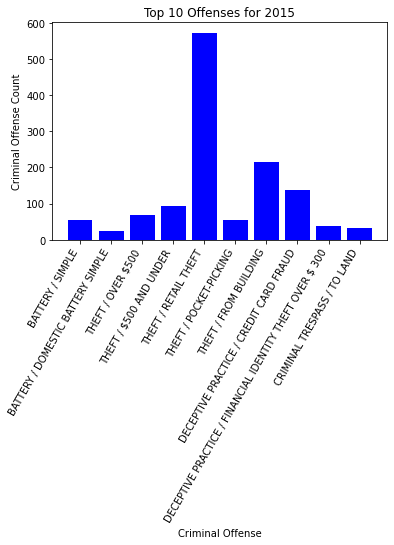 Top 10 Offenses for 2015
Criminal Offense Count
600
500
400
300
200
100
0
BATTERY / SIMPLE
BATTERY / DOMESTIC BATTERY SIMPLE
THEFT / OVER $500
THEFT / $500 AND UNDER
THEFT / RETAIL THEFT
THEFT / POCKET-PICKING
THEFT / FROM BUILDING
DECEPTIVE PRACTICE / CREDIT CARD FRAUD
DECEPTIVE PRACTICE / FINANCIAL IDENTITY THEFT OVER $ 300
CRIMINAL TRESPASS / TO LAND
Criminal Offense